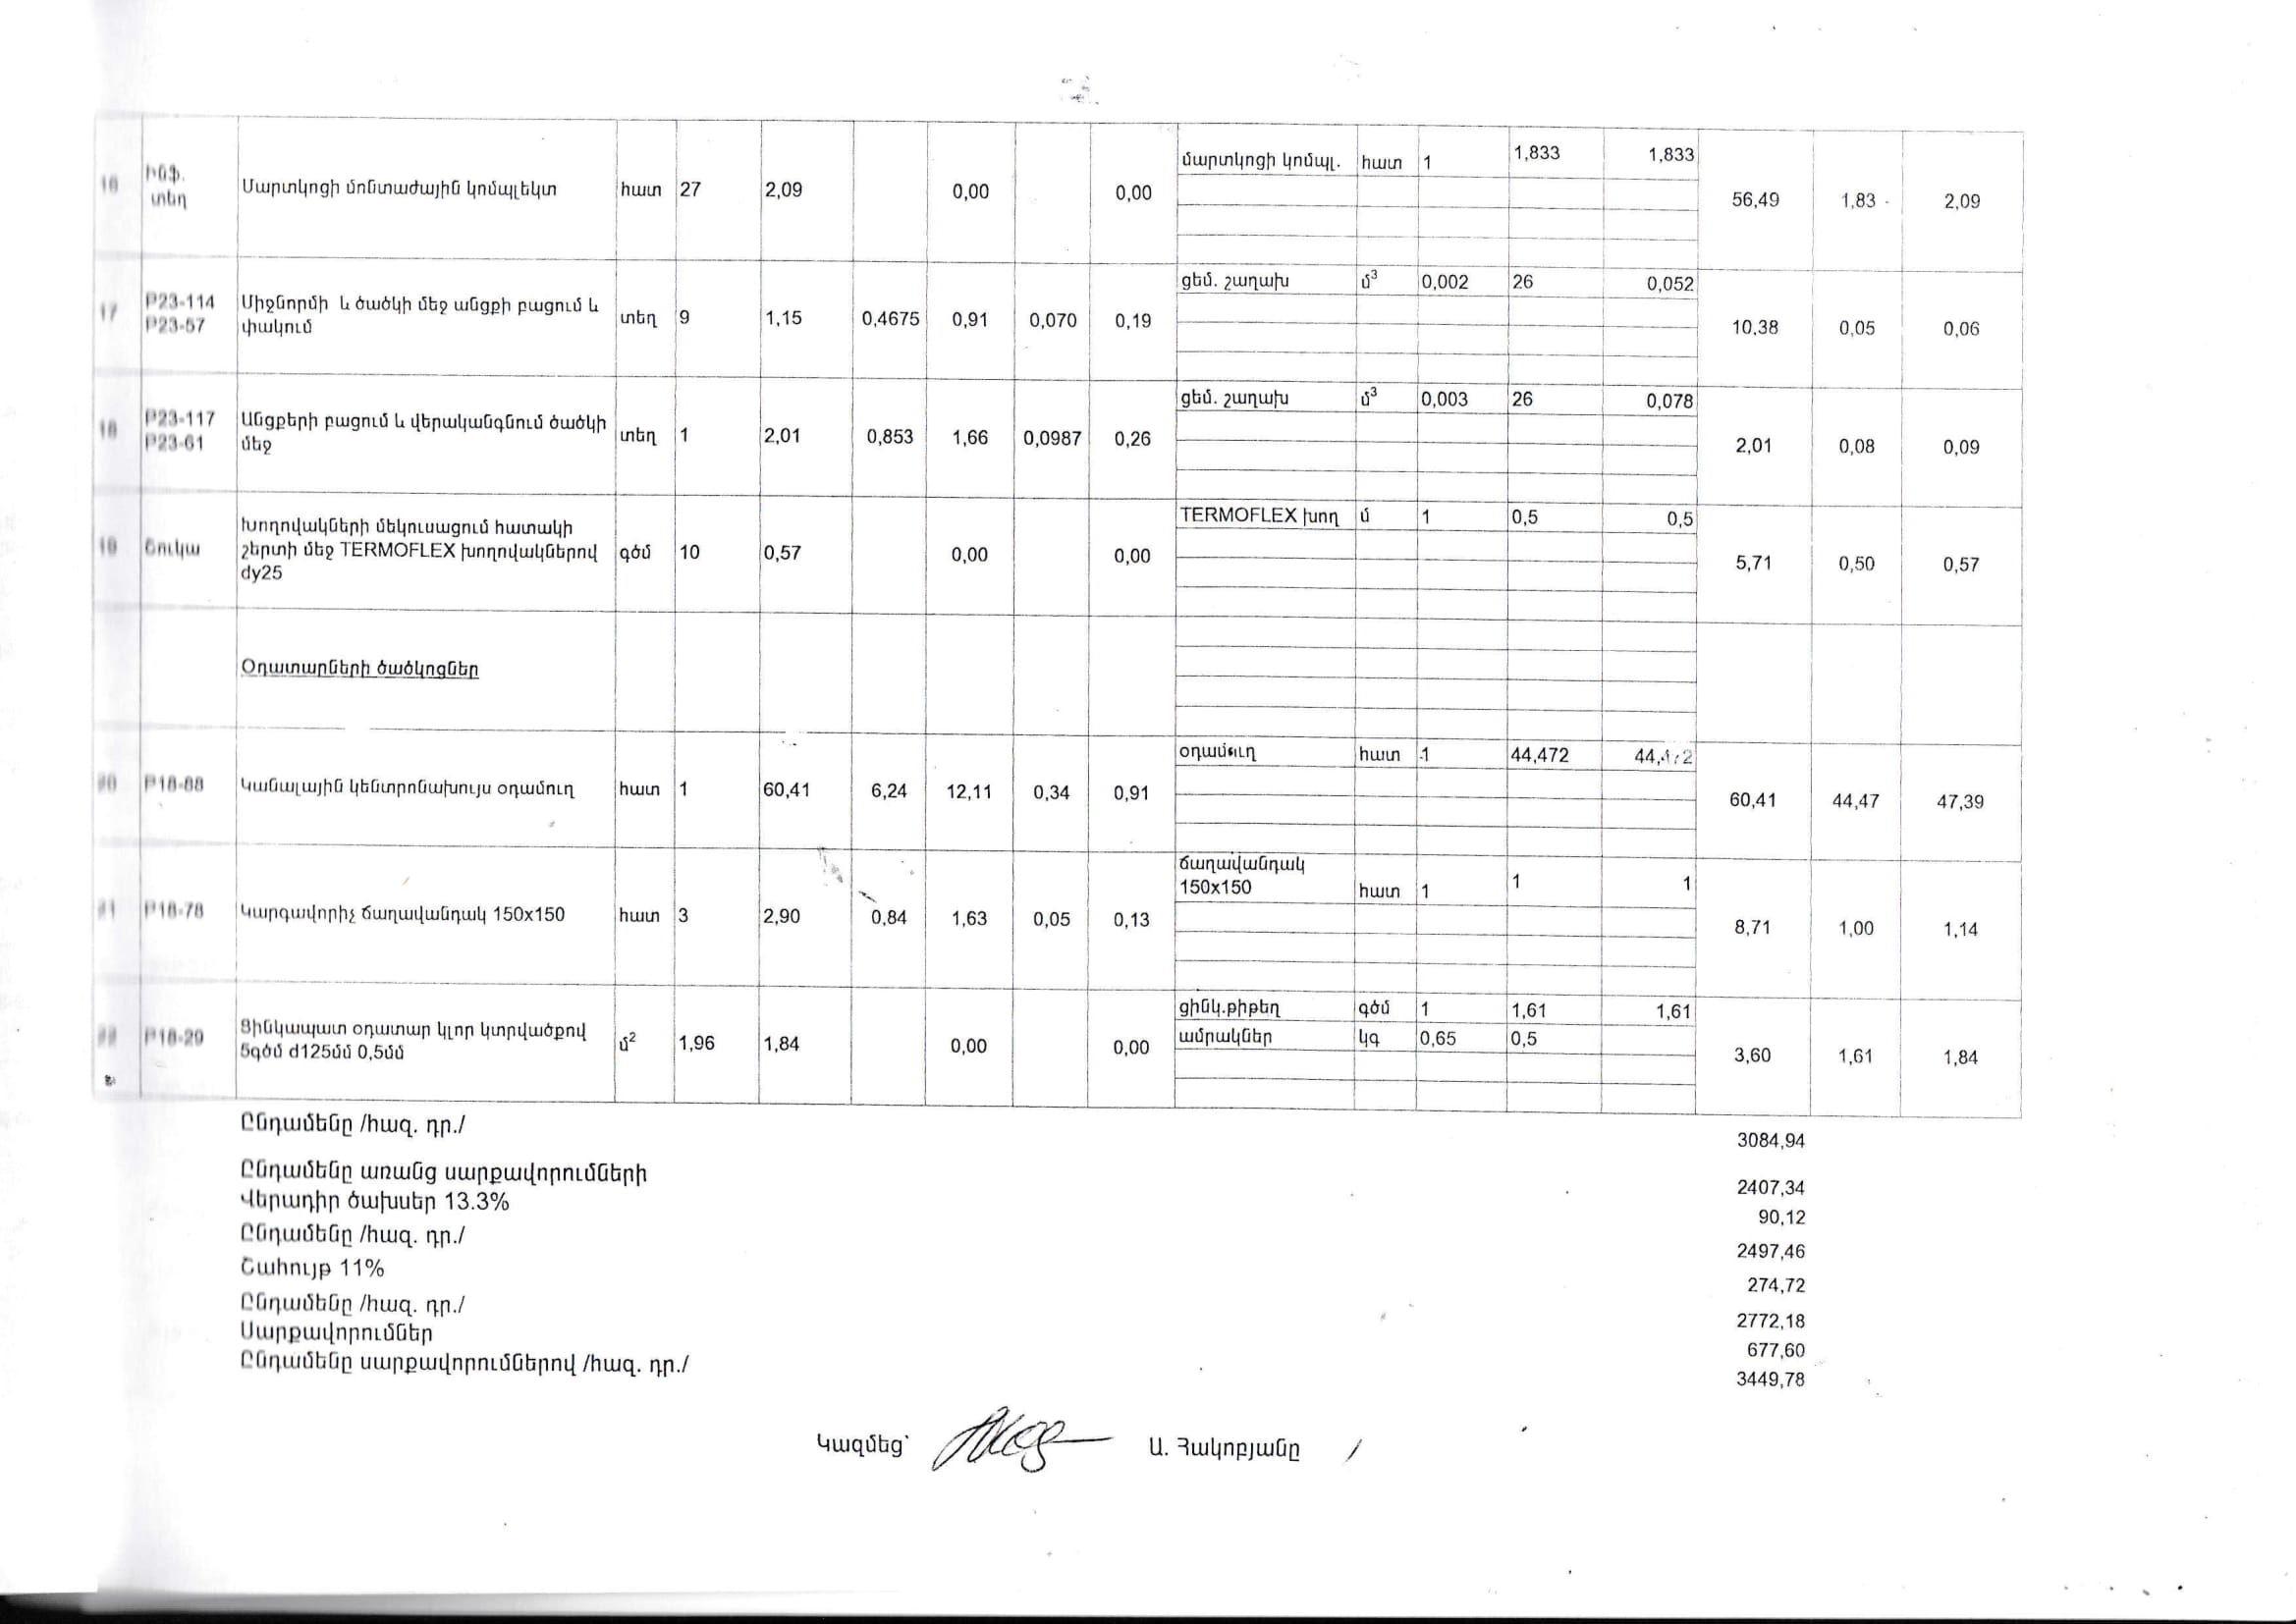 16 Ինֆ. տեղ Մարտկոցի մոնտաժային կոմպլեկտ հատ 27 2,09 0,00 0,00 մարտկոցի կոմպլ. հատ 1 1,833 1,833 56,49 1,83 2,09
17 Р23-114 Р23-57 Միջնորմի և ծածկի մեջ անցքի բացում և փակում տեղ 9 1,15 0,4675 0,91 0,070 0,19 ցեմ. շաղախ մ³ 0,002 26 0,052 10,38 0,05 0,06
18 Р23-117 Р23-61 Անցքերի բացում և վերականգնում ծածկի մեջ տեղ 1 2,01 0,853 1,66 0,0987 0,26 ցեմ. շաղախ մ³ 0,003 26 0,078 2,01 0,08 0,09
19 Շուկա Խողովակների մեկուսացում հատակի շերտի մեջ TERMOFLEX խողովակներով dy25 գծմ 10 0,57 0,00 0,00 TERMOFLEX խող մ 1 0,5 0,5 5,71 0,50 0,57
Օդատարների ծածկոցներ
Р18-88 Կանալային կենտրոնախույս օդամուղ հատ 1 60,41 6,24 12,11 0,34 0,91 օդամուղ հատ 1 44,472 44,472 60,41 44,47 47,39
Р18-78 Կարգավորիչ ճաղավանդակ 150x150 հատ 3 2,90 0,84 1,63 0,05 0,13 ճաղավանդակ 150x150 հատ 1 1 1 8,71 1,00 1,14
Р18-29 Ցինկապատ օդատար կլոր կտրվածքով 5գծմ d125մմ 0,5մմ մ² 1,96 1,84 0,00 0,00 ցինկ.թիթեղ գծմ 1 1,61 1,61 3,60 1,61 1,84
ամրակներ կգ 0,65 0,5
Ընդամենը /հազ. դր./ 3084,94
Ընդամենը առանց սարքավորումների 2407,34
Վերադիր ծախսեր 13.3% 90,12
Ընդամենը /հազ. դր./ 2497,46
Շահույթ 11% 274,72
Ընդամենը /հազ. դր./ 2772,18
Սարքավորումներ 677,60
Ընդամենը սարքավորումներով /հազ. դր./ 3449,78
Կազմեց՝ Ա. Հակոբյանը